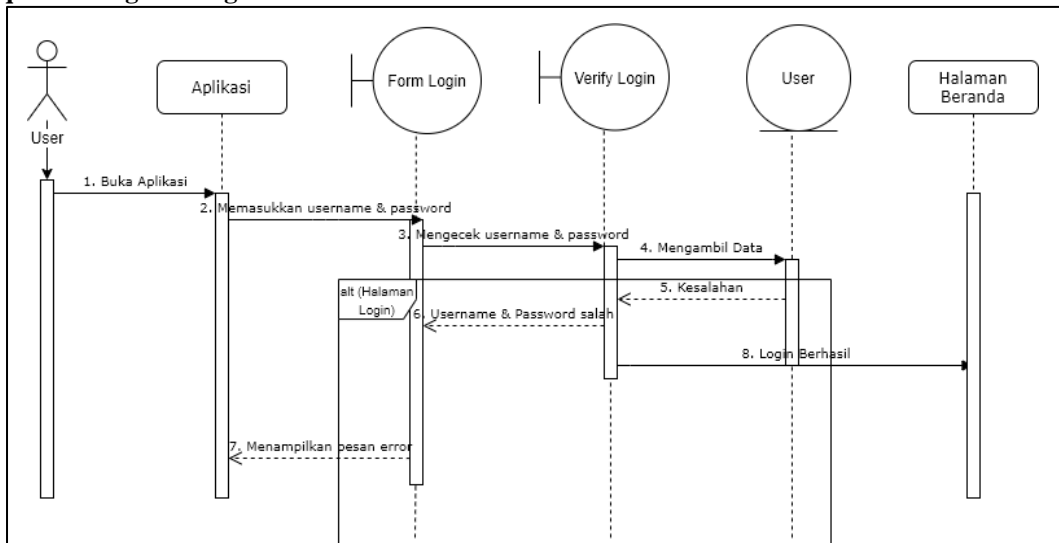 Aplikasi
Form Login
Verify Login
User
Halaman
Beranda
User
1. Buka Aplikasi
2. Memasukkan username & password
3. Mengecek username & password
4. Mengambil Data
alt (Halaman
Login)
5. Kesalahan
6. Username & Password salah
8. Login Berhasil
7. Menampilkan pesan error